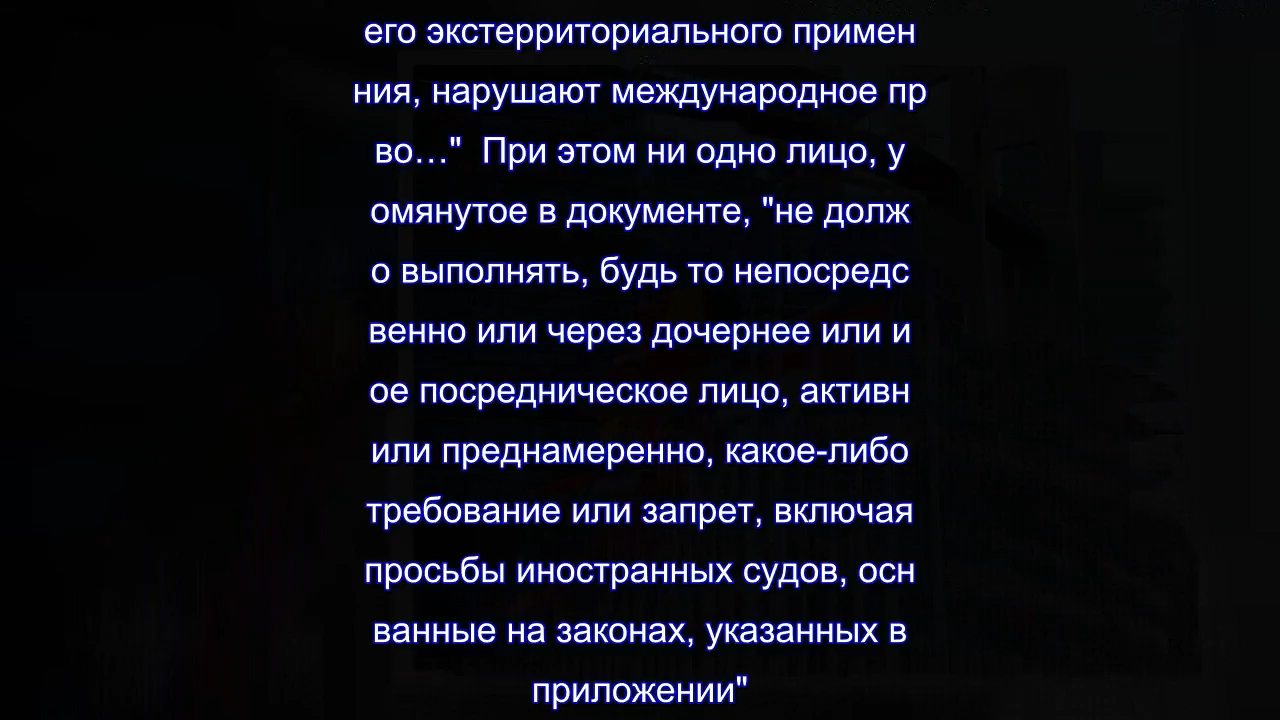 его экстерриториального примен
ния, нарушают международное пр
во…"  При этом ни одно лицо, у
омянутое в документе, "не долж
о выполнять, будь то непосредс
венно или через дочернее или и
ое посредническое лицо, активн
или преднамеренно, какое-либо
требование или запрет, включая
просьбы иностранных судов, осн
ванные на законах, указанных в
приложении"